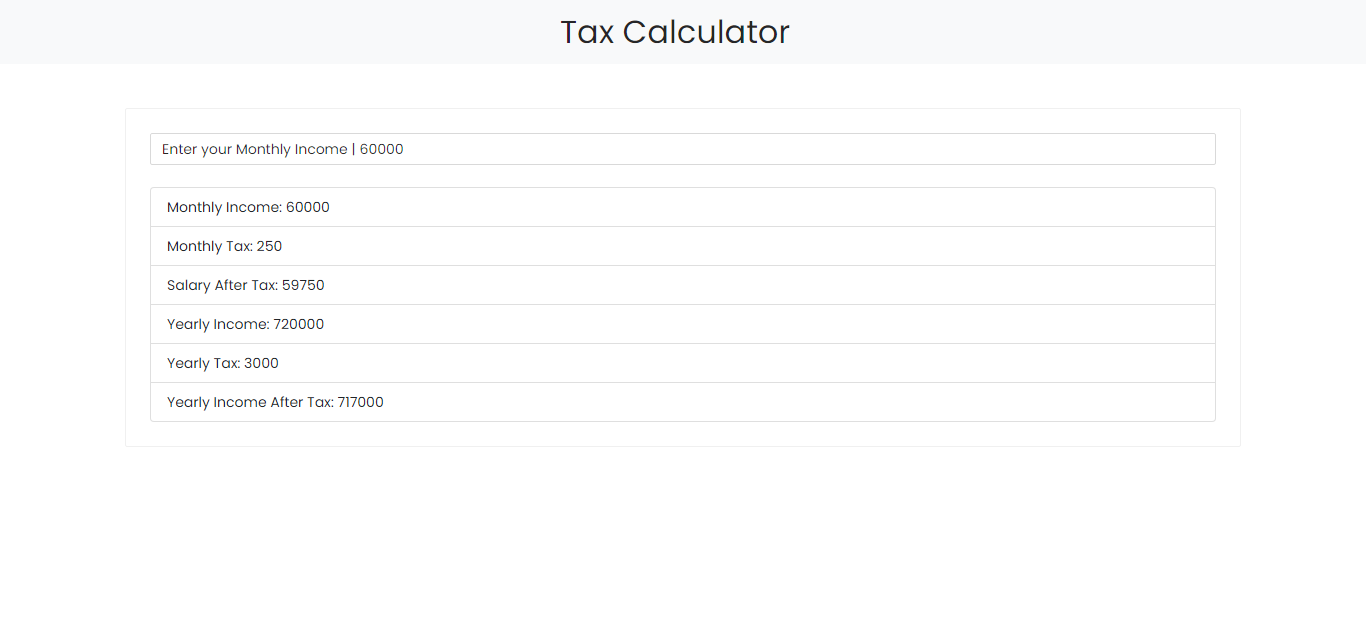 Tax Calculator
Enter your Monthly Income | 60000
Monthly Income: 60000
Monthly Tax: 250
Salary After Tax: 59750
Yearly Income: 720000
Yearly Tax: 3000
Yearly Income After Tax: 717000